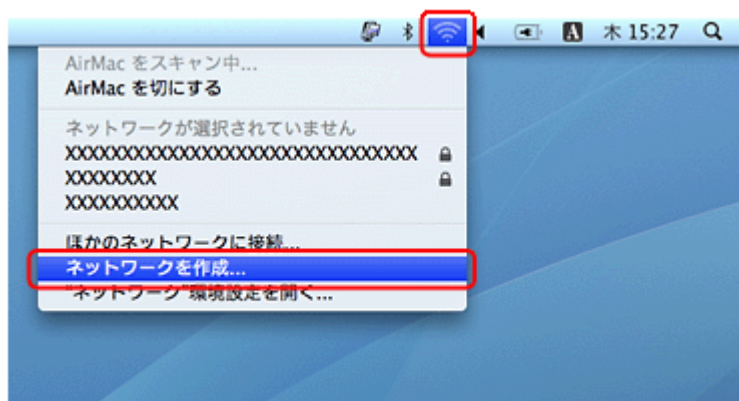 A 木 15:27
AirMac をスキャン中...
AirMac を切にする
ネットワークが選択されていません
XXXXXXXXXXXXXXXXXXXXXXXXXXXXXXX
XXXXXXXX
XXXXXXXXXX
ほかのネットワークに接続...
ネットワークを作成...
"ネットワーク"環境設定を開く...